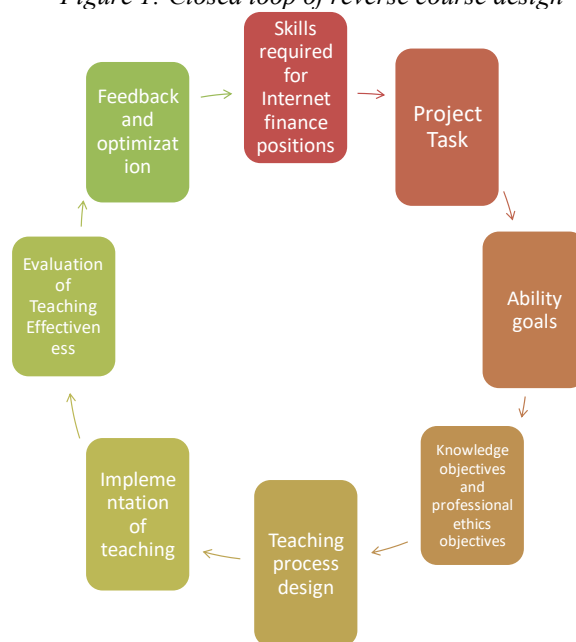 Figure 1: Closed loop of reverse course design
Skills
required
for
Internet
finance
positions
Project
Task
Ability
goals
Knowledge
objectives
and
professional
ethics
objectives
Teaching
process
design
Impleme
ntation
of
teaching
Evaluation
of
Teaching
Effectiven
ess
Feedback
and
optimizat
ion